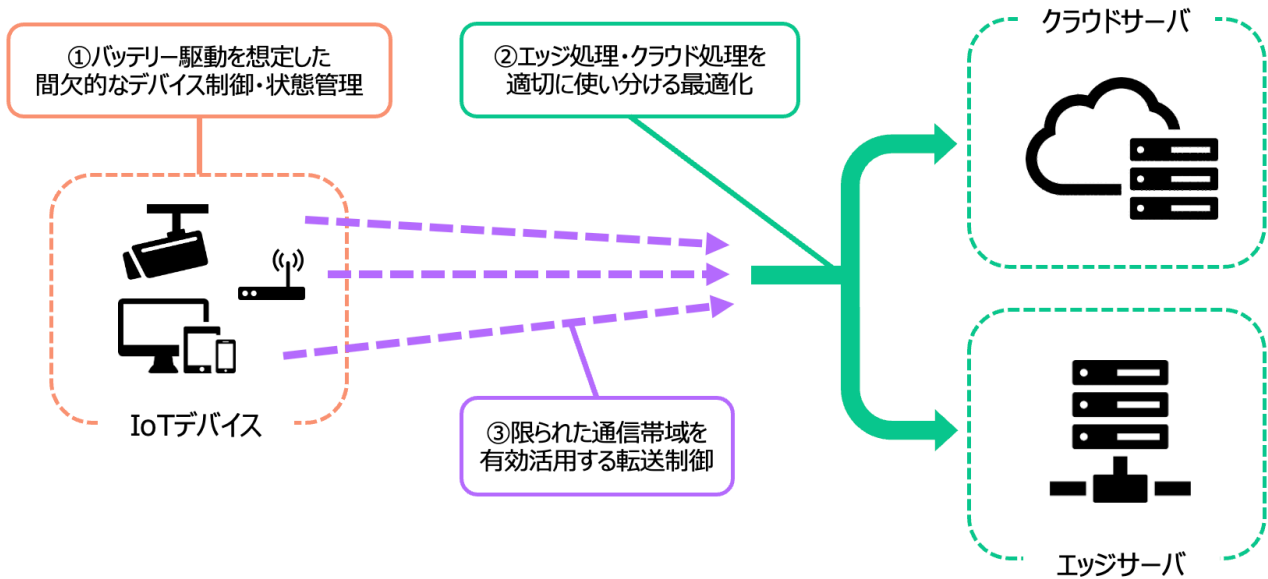 ①バッテリー駆動を想定した
間欠的なデバイス制御・状態管理
②エッジ処理・クラウド処理を
適切に使い分ける最適化
クラウドサーバ
IoTデバイス
③限られた通信帯域を
有効活用する転送制御
エッジサーバ